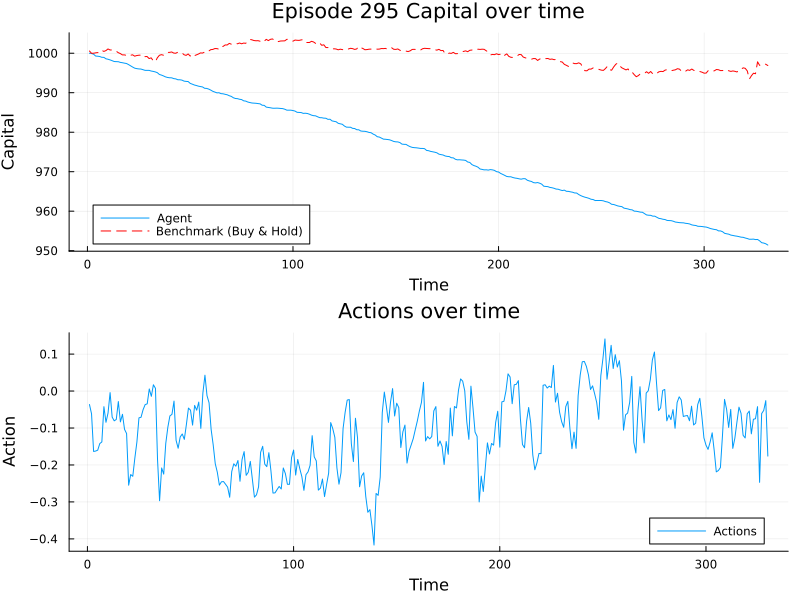 Episode 295 Capital over time
Capital
1000
990
980
970
960
950
Agent
Benchmark (Buy & Hold)
0
100
200
300
Time
Actions over time
Action
0.1
0.0
−0.1
−0.2
−0.3
−0.4
Actions
0
100
200
300
Time